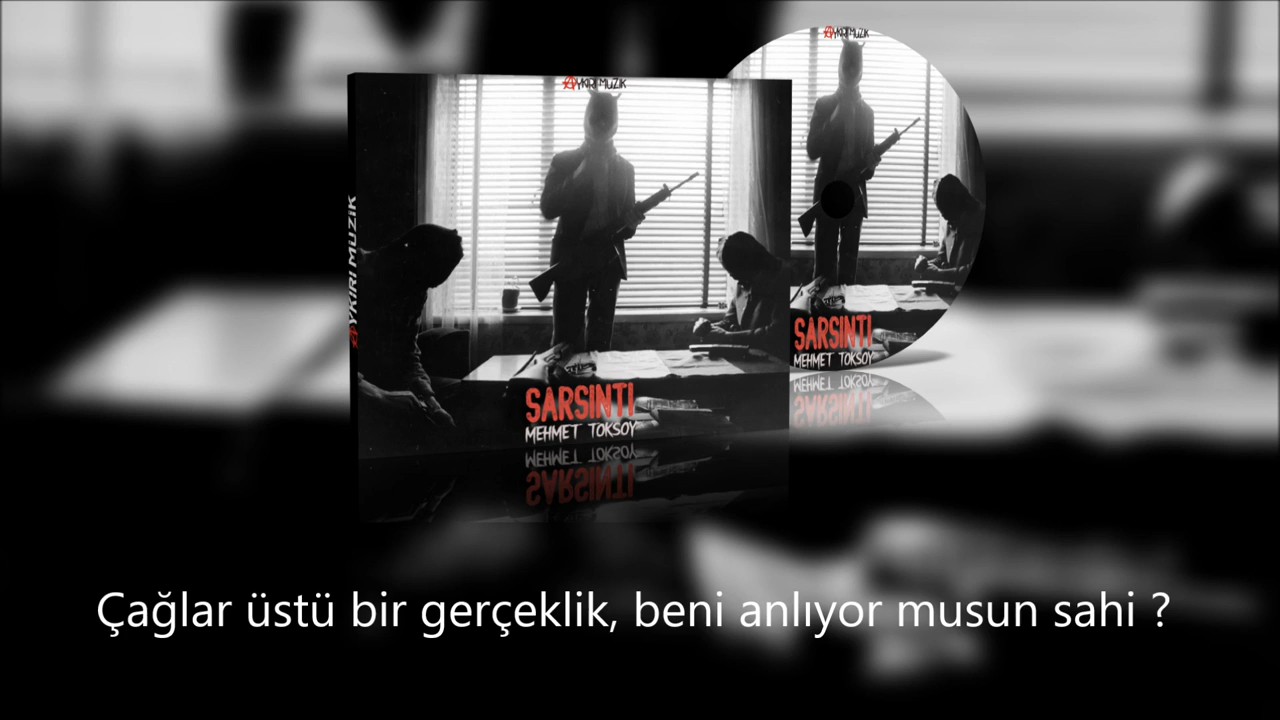 AYKIRI MÜZİK
AYKIRI MÜZİK
AYKIRI MÜZİK
SARSINTI
MEHMET TOKSOY
SARSINTI
MEHMET TOKSOY
Çağlar üstü bir gerçeklik, beni anlıyor musun sahi ?